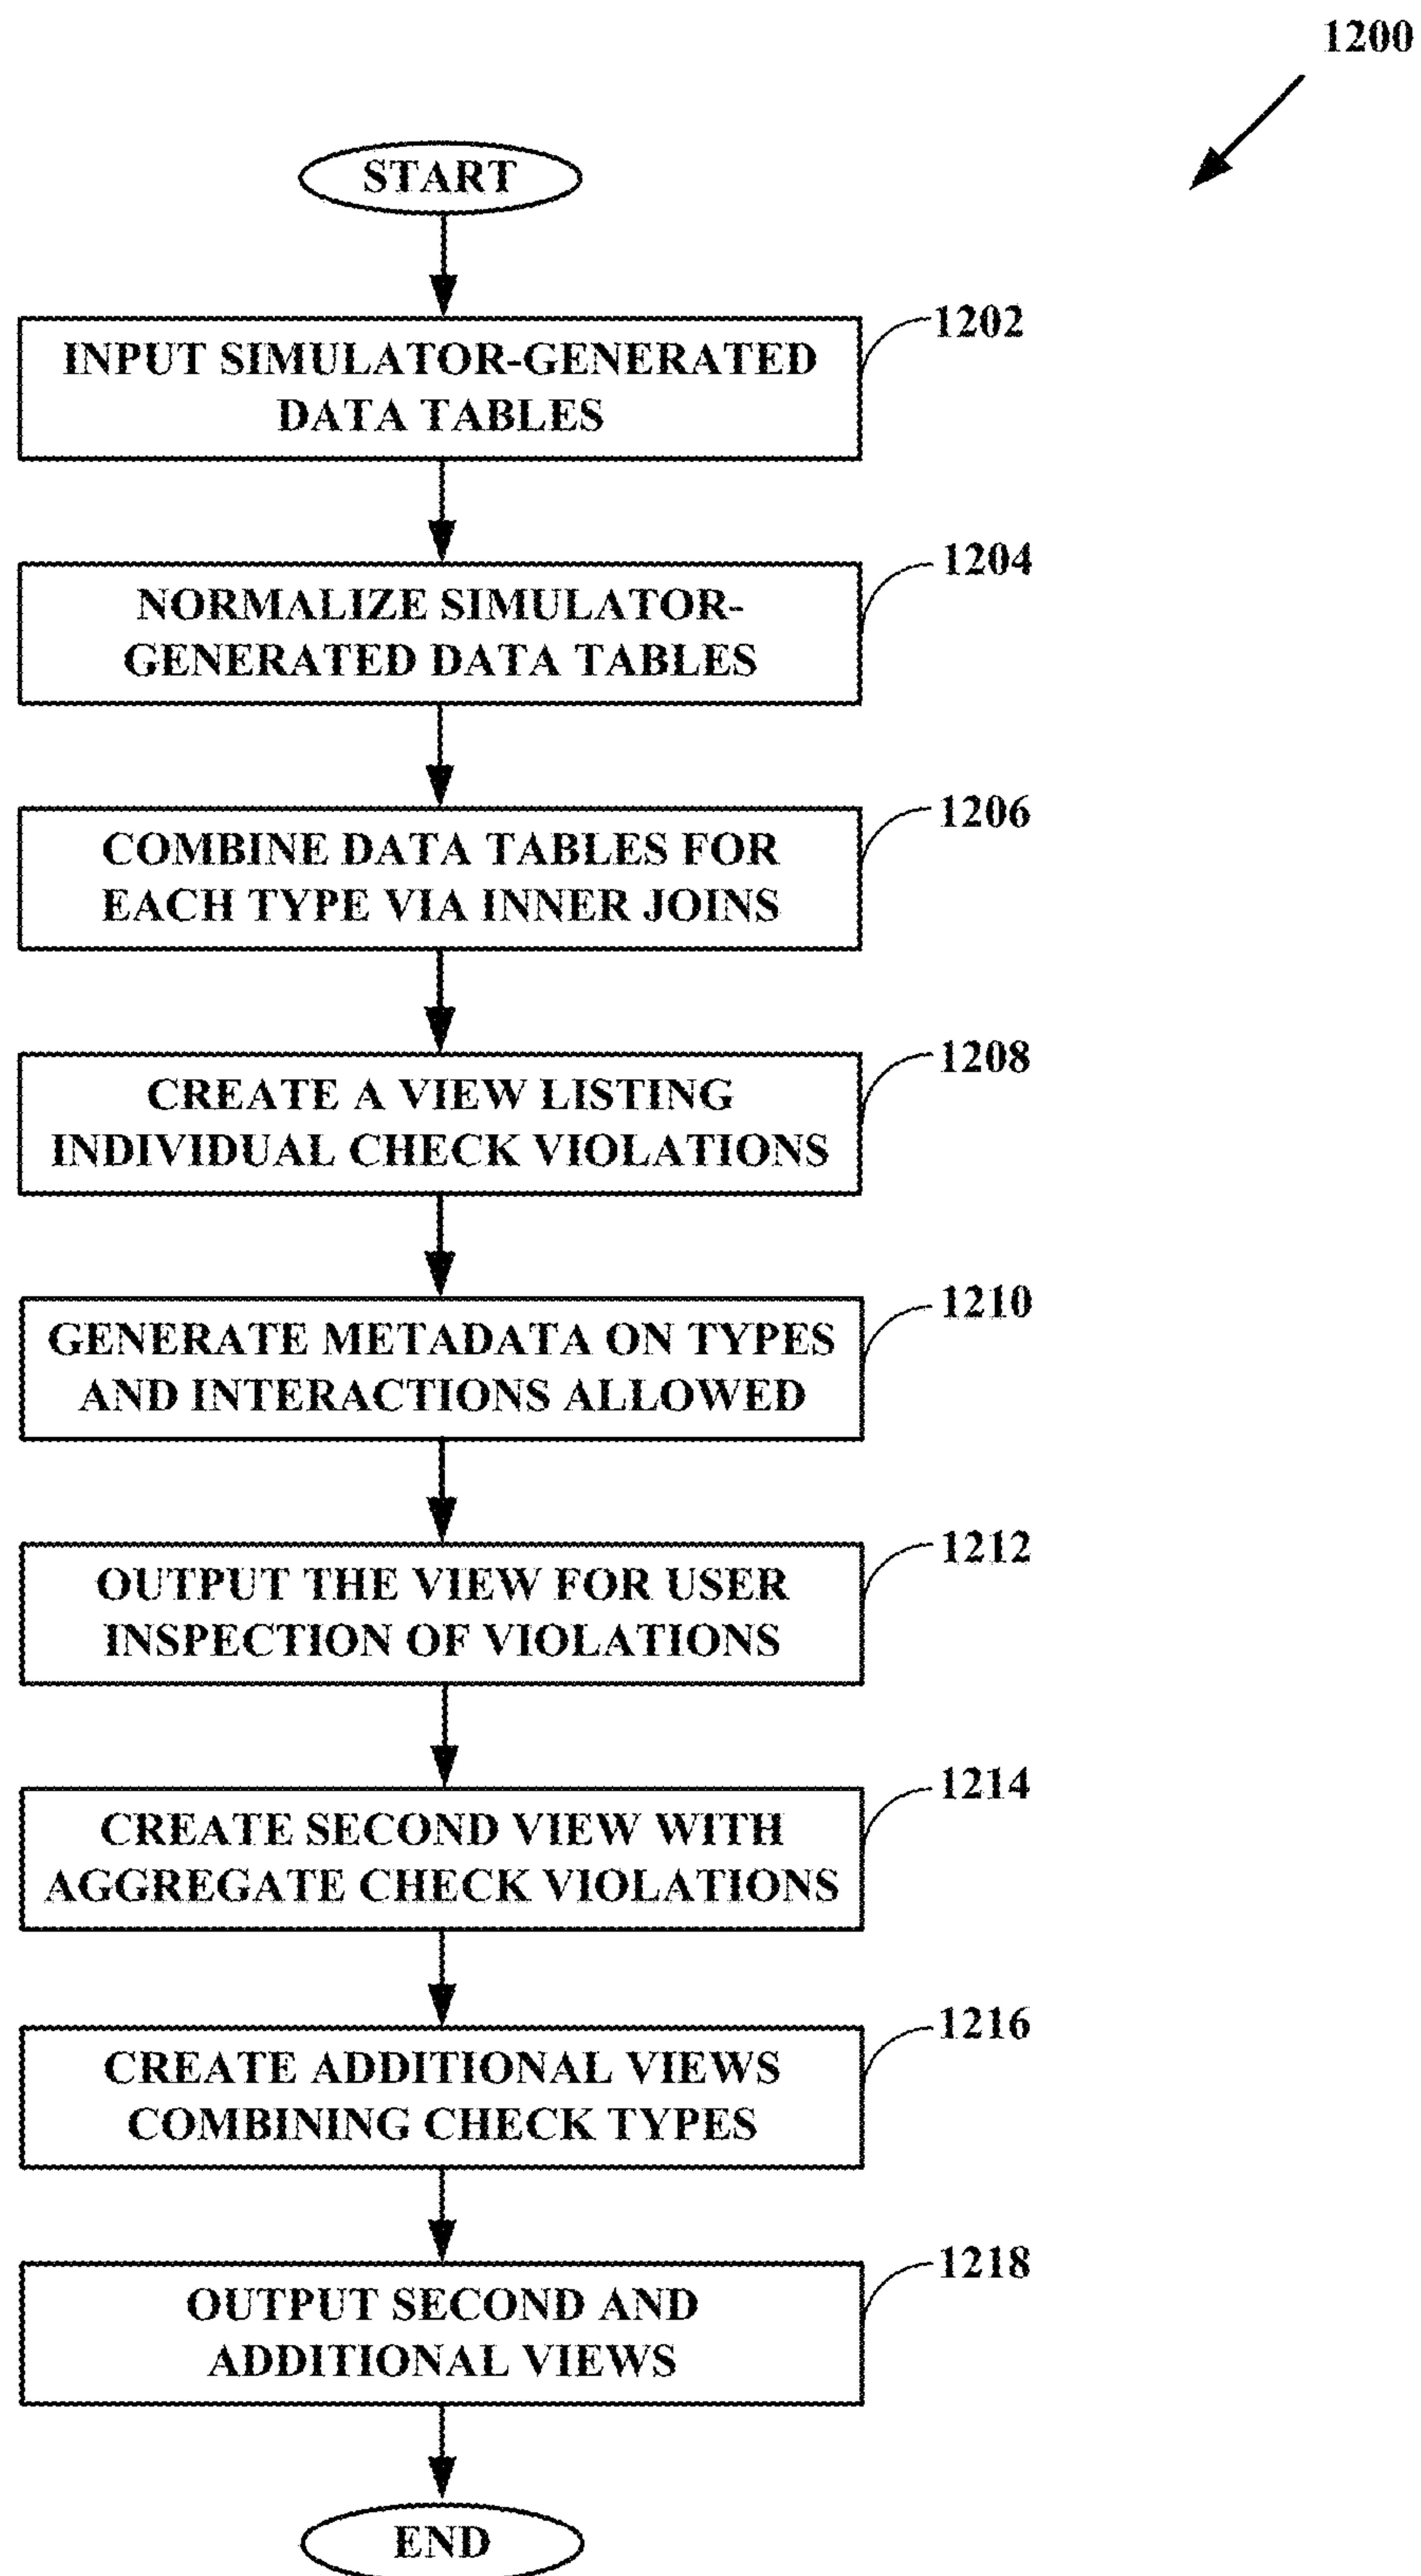 1200
START
1202
INPUT SIMULATOR-GENERATED
DATA TABLES
1204
NORMALIZE SIMULATOR-
GENERATED DATA TABLES
1206
COMBINE DATA TABLES FOR
EACH TYPE VIA INNER JOINS
1208
CREATE A VIEW LISTING
INDIVIDUAL CHECK VIOLATIONS
1210
GENERATE METADATA ON TYPES
AND INTERACTIONS ALLOWED
1212
OUTPUT THE VIEW FOR USER
INSPECTION OF VIOLATIONS
1214
CREATE SECOND VIEW WITH
AGGREGATE CHECK VIOLATIONS
1216
CREATE ADDITIONAL VIEWS
COMBINING CHECK TYPES
1218
OUTPUT SECOND AND
ADDITIONAL VIEWS
END